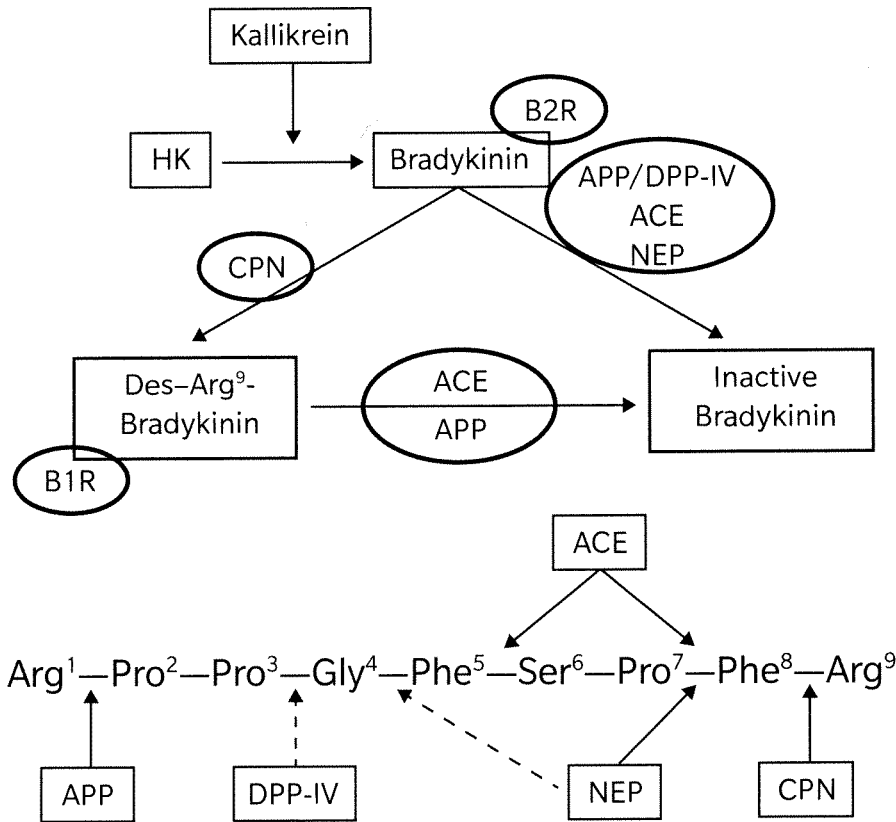 Kallikrein
B2R
HK
Bradykinin
APP/DPP-IV
ACE
NEP
CPN
Des–Arg⁹-
Bradykinin
ACE
APP
Inactive
Bradykinin
B1R
ACE
Arg¹—Pro²—Pro³—Gly⁴—Phe⁵—Ser⁶—Pro⁷—Phe⁸—Arg⁹
APP
DPP-IV
NEP
CPN